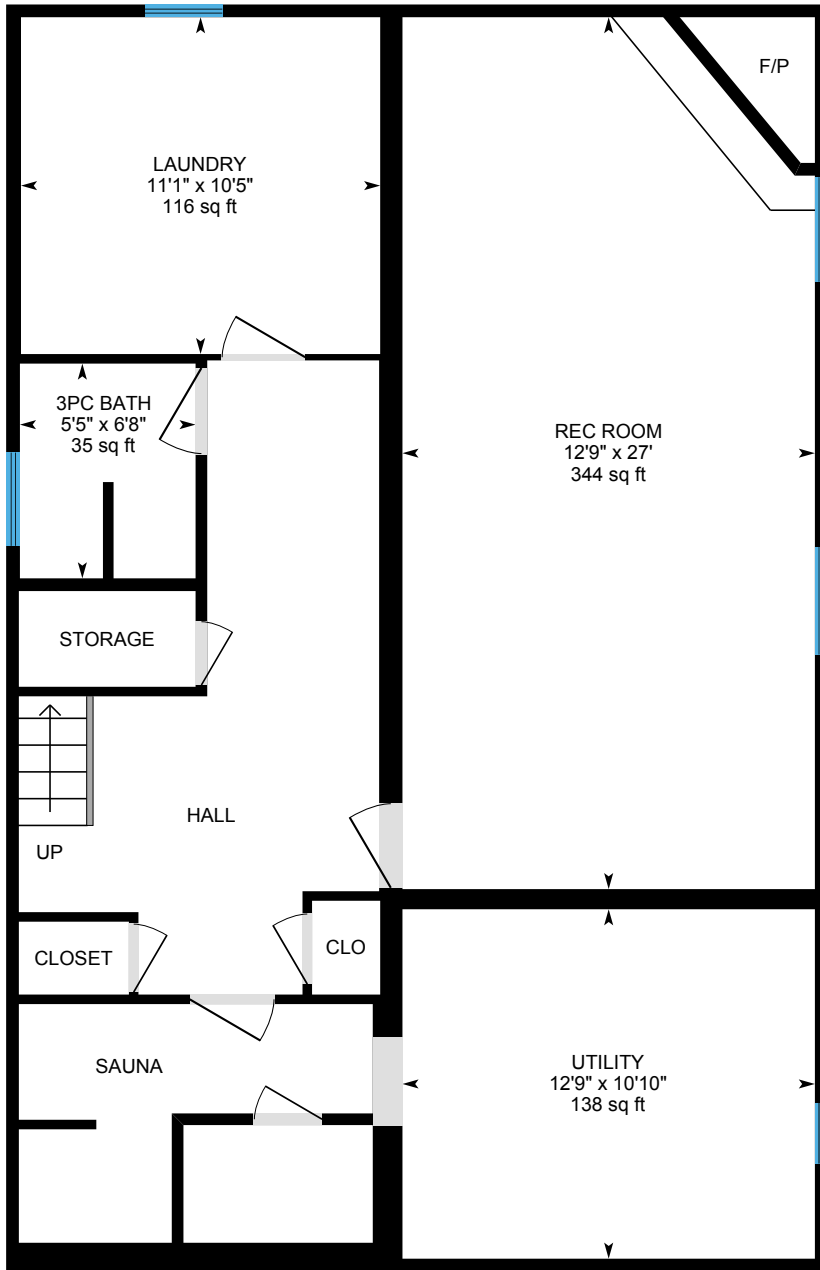 F/P
LAUNDRY
11'1" x 10'5"
116 sq ft
3PC BATH
5'5" x 6'8"
35 sq ft
REC ROOM
12'9" x 27'
344 sq ft
STORAGE
HALL
UP
CLOSET
CLO
SAUNA
UTILITY
12'9" x 10'10"
138 sq ft